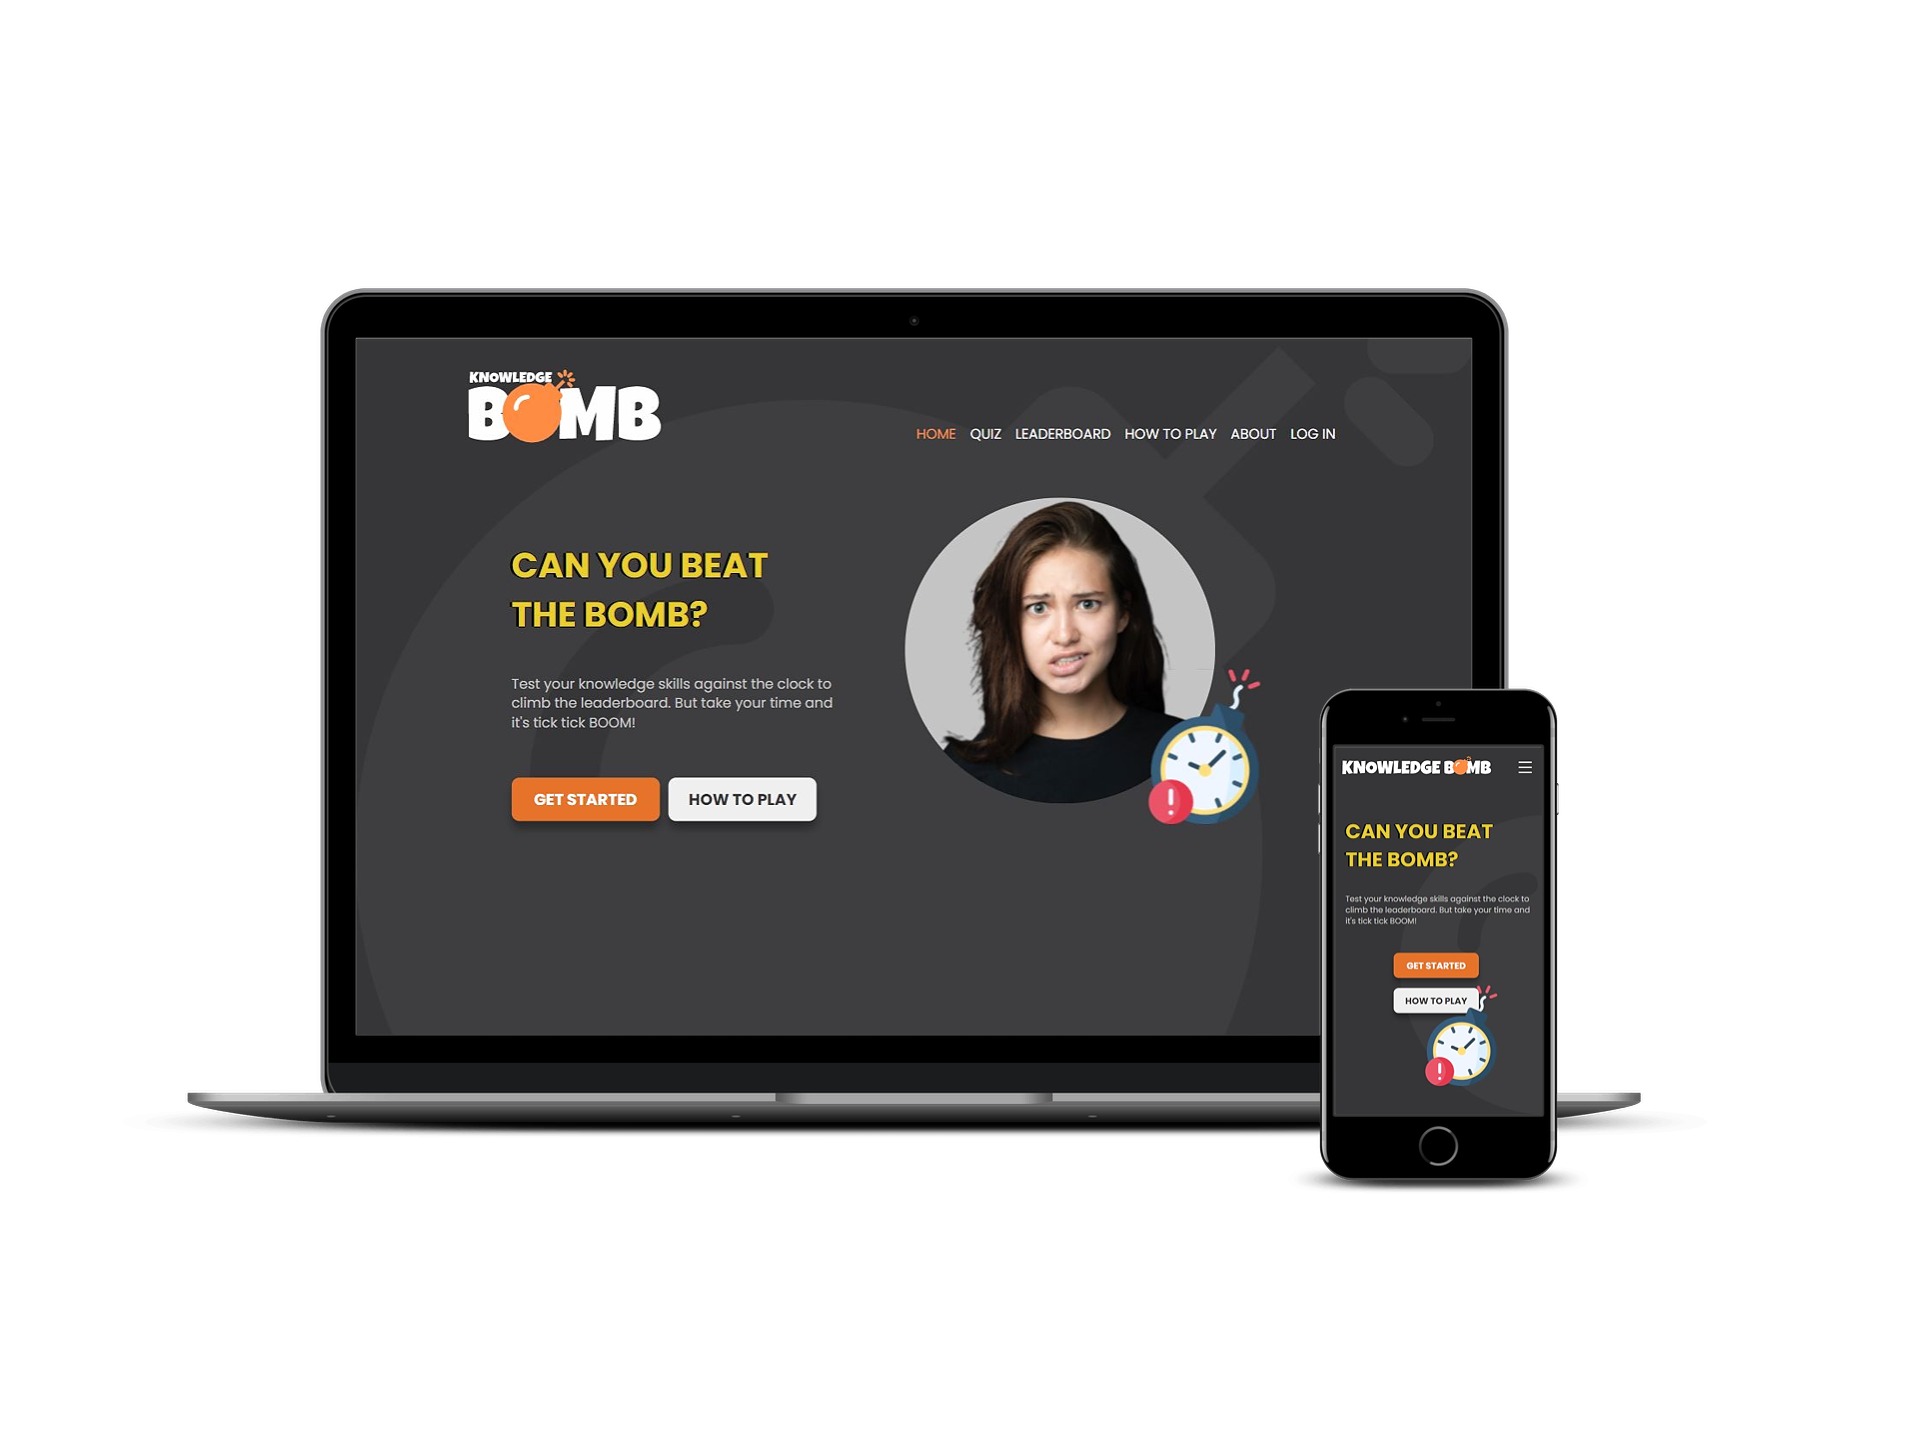 KNOWLEDGE
BOMB
HOME QUIZ LEADERBOARD HOW TO PLAY ABOUT LOG IN
CAN YOU BEAT
THE BOMB?
Test your knowledge skills against the clock to
climb the leaderboard. But take your time and
it's tick tick BOOM!
GET STARTED HOW TO PLAY
!
KNOWLEDGE BOMB
CAN YOU BEAT
THE BOMB?
Test your knowledge skills against the clock to
climb the leaderboard. But take your time and
it's tick tick BOOM!
GET STARTED
HOW TO PLAY
!